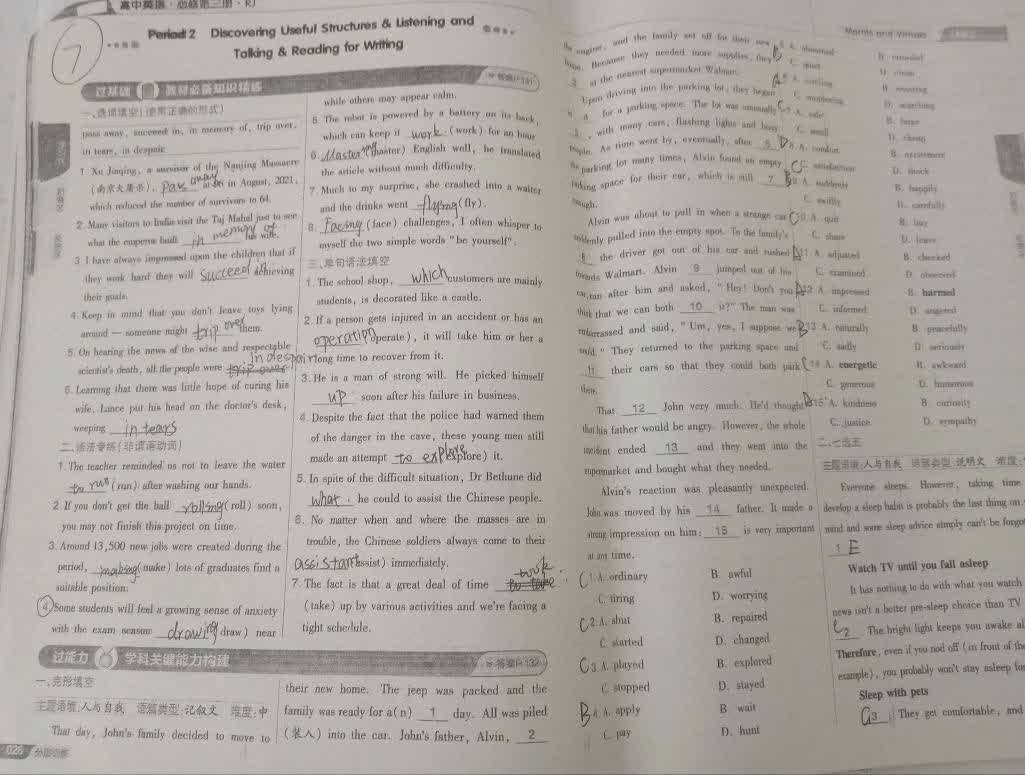 高中英语·必修第三册·RJ
7
Period 2 Discovering Useful Structures & Listening and
Talking & Reading for Writing
过基础 教材必备知识精练
答案P131
一、选词填空(使用正确的形式)
pass away, succeed in, in memory of, trip over,
in tears, in despair
1. Xu Jiaqing, a survivor of the Nanjing Massacre
(南京大屠杀), pass away at in August, 2021,
which reduced the number of survivors to 64.
2. Many visitors to India visit the Taj Mahal just to see
what the emperor built in memory of his wife.
3. I have always impressed upon the children that if
they work hard they will succeed in achieving
their goals.
4. Keep in mind that you don't leave toys lying
around — someone might trip over them.
5. On hearing the news of the wise and respectable
scientist's death, all the people were in despair
6. Learning that there was little hope of curing his
wife, Lance put his head on the doctor's desk,
weeping in tears
二、语法专练(非谓语动词)
1. The teacher reminded us not to leave the water
to run (run) after washing our hands.
2. If you don't get the ball rolling (roll) soon,
you may not finish this project on time.
3. Around 13,500 new jobs were created during the
period, making (make) lots of graduates find a
suitable position.
4. Some students will feel a growing sense of anxiety
with the exam season drawing (draw) near
while others may appear calm.
5. The robot is powered by a battery on its back,
which can keep it work (work) for an hour
6. Mastering (master) English well, he translated
the article without much difficulty.
7. Much to my surprise, she crashed into a waiter
and the drinks went flying (fly).
8. Facing (face) challenges, I often whisper to
myself the two simple words "be yourself".
三、单句语法填空
1. The school shop, which customers are mainly
students, is decorated like a castle.
2. If a person gets injured in an accident or has an
operation (operate), it will take him or her a
long time to recover from it.
3. He is a man of strong will. He picked himself
up soon after his failure in business.
4. Despite the fact that the police had warned them
of the danger in the cave, these young men still
made an attempt to explore (explore) it.
5. In spite of the difficult situation, Dr Bethune did
what he could to assist the Chinese people.
6. No matter when and where the masses are in
trouble, the Chinese soldiers always come to their
assistant (assist) immediately.
7. The fact is that a great deal of time took
(take) up by various activities and we're facing a
tight schedule.
过能力 学科关键能力构建
答案P132
一、完形填空
主题语境:人与自我 语篇类型:记叙文 难度:中
That day, John's family decided to move to
their new home. The jeep was packed and the
family was ready for a(n) 1 day. All was piled
(装入) into the car. John's father, Alvin, 2
026
分层训练
the engine, and the family set off for their new
home. Because they needed more supplies, they
3 at the nearest supermarket Walmart.
Upon driving into the parking lot, they began
4 for a parking space. The lot was unusually
5, with many cars, flashing lights and busy
people. As time went by, eventually, after 6
the parking lot many times, Alvin found an empty
parking space for their car, which is still 7
though.
Alvin was about to pull in when a strange car
suddenly pulled into the empot spot. To the family's
8 the driver got out of his car and rushed
towards Walmart. Alvin 9 jumped out of his
car, ran after him and asked, "Hey! Don't you
think that we can both 10 it?" The man was
embarrassed and said, "Um, yes, I suppose we
could." They returned to the parking space and
11 their cars so that they could both park
there.
That 12 John very much. He'd thought
that his father would be angry. However, the whole
incident ended 13 and they went into the
supermarket and bought what they needed.
Alvin's reaction was pleasantly unexpected.
John was moved by his 14 father. It made a
strong impression on him; 15 is very important
at any time.
C 1. A. ordinary B. awful
C. tiring D. worrying
C 2. A. shut B. repaired
C. started D. changed
C 3. A. played B. explored
C. stopped D. stayed
B 4. A. apply B. wait
C. pay D. hunt
Morals and Virtues
B. crowded
C. quiet D. clean
B. covering
C. numbering D. searching
7. A. safe B. large
C. small D. cheap
8. A. comfort B. excitement
C. satisfaction D. shock
9. A. suddenly B. happily
C. swiftly D. carefully
10. A. quit B. buy
C. share D. leave
11. A. adjusted B. checked
C. examined D. observed
12. A. impressed B. harmed
C. informed D. angered
B 13. A. naturally B. peacefully
C. sadly D. seriously
14. A. energetic B. awkward
C. generous D. humorous
15. A. kindness B. curiosity
C. justice D. sympathy
二、七选五
主题语境:人与自我 语篇类型:说明文 难度:
Everyone sleeps. However, taking time
develop a sleep habit is probably the last thing on
mind and some sleep advice simply can't be forgo
1 E
Watch TV until you fall asleep
It has nothing to do with what you watch
news isn't a better pre-sleep choice than TV
C 2. The bright light keeps you awake al
Therefore, even if you nod off (in front of the
example), you probably won't stay asleep for
Sleep with pets
G 3 They get comfortable, and